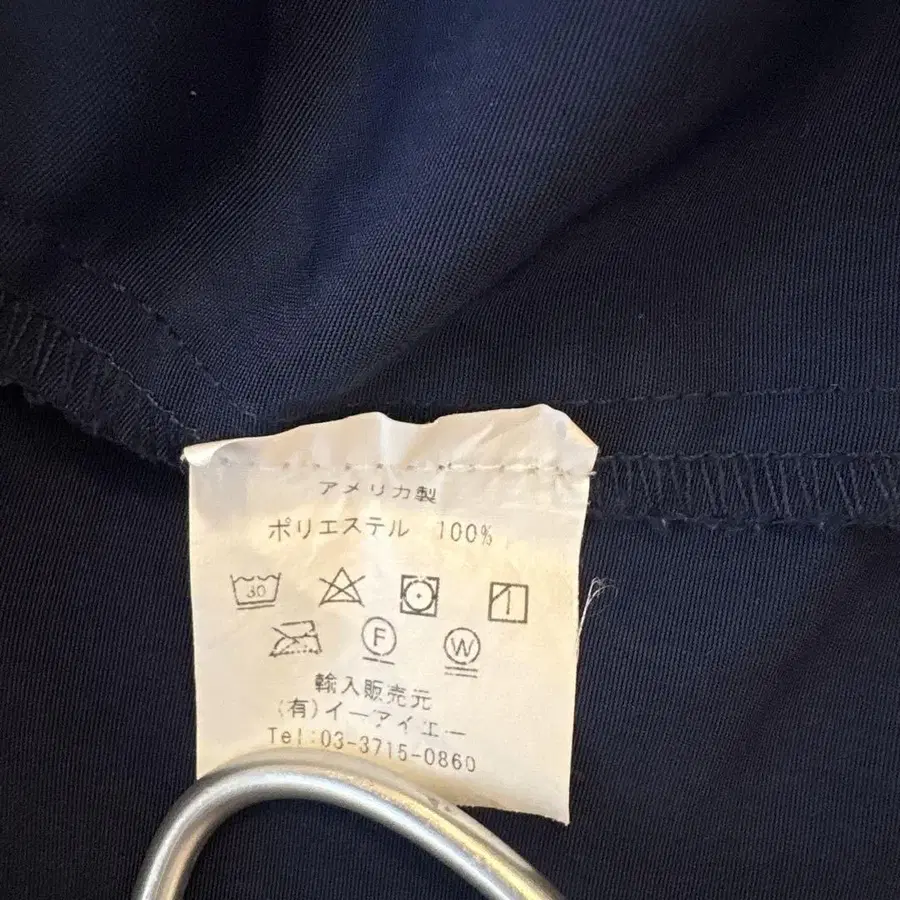 アメリカ製
ポリエステル 100%
30
F W
輸入販売元
(有)イーアイエー
Tel:03-3715-0860